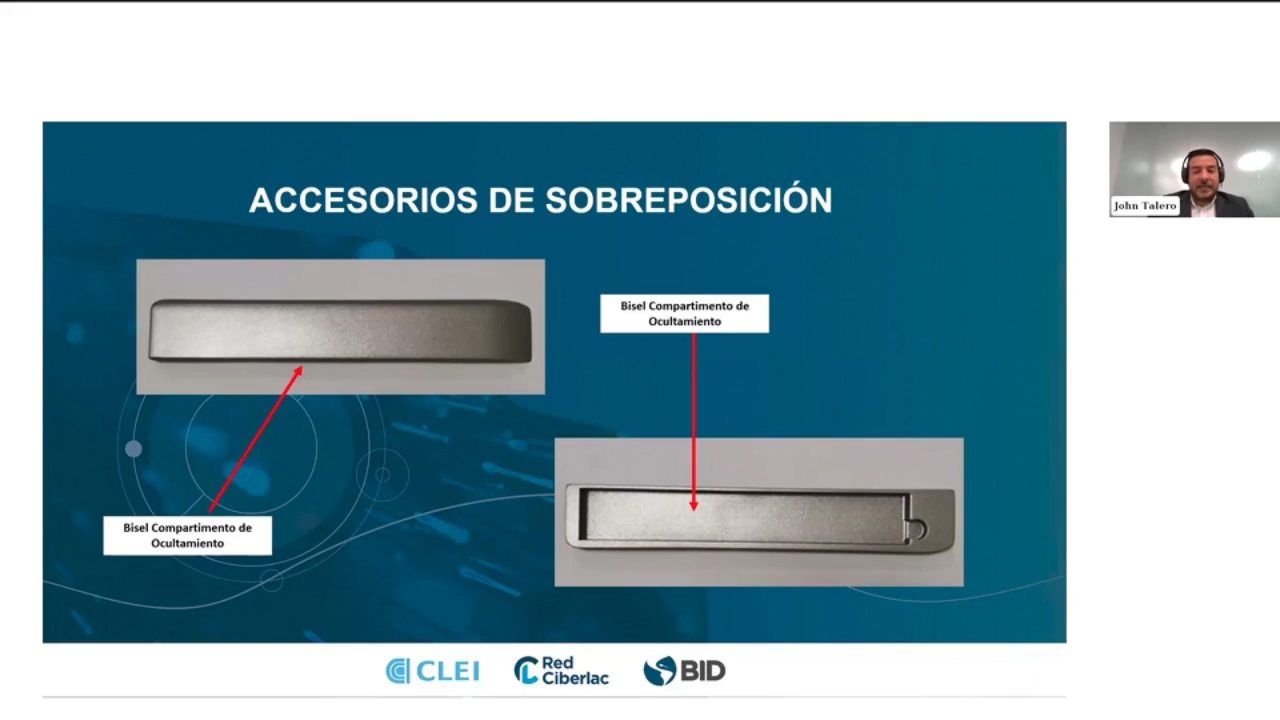 ACCESORIOS DE SOBREPOSICIÓN
Bisel Compartimento de
Ocultamiento
Bisel Compartimento de
Ocultamiento
John Talero
CLEI
Red
Ciberlac
BID